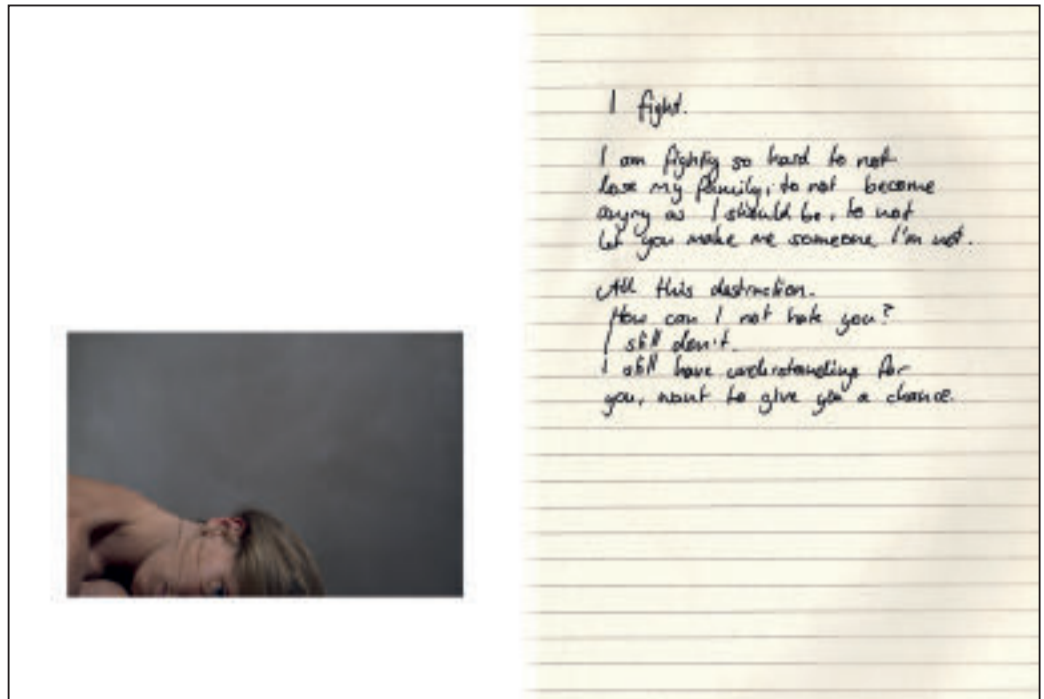 I fight.
I am fighting so hard to not
lose my family, to not become
angry as I should be, to not
let you make me someone I'm not.
All this destruction.
How can I not hate you?
I still don't.
I still have understanding for
you, want to give you a chance.